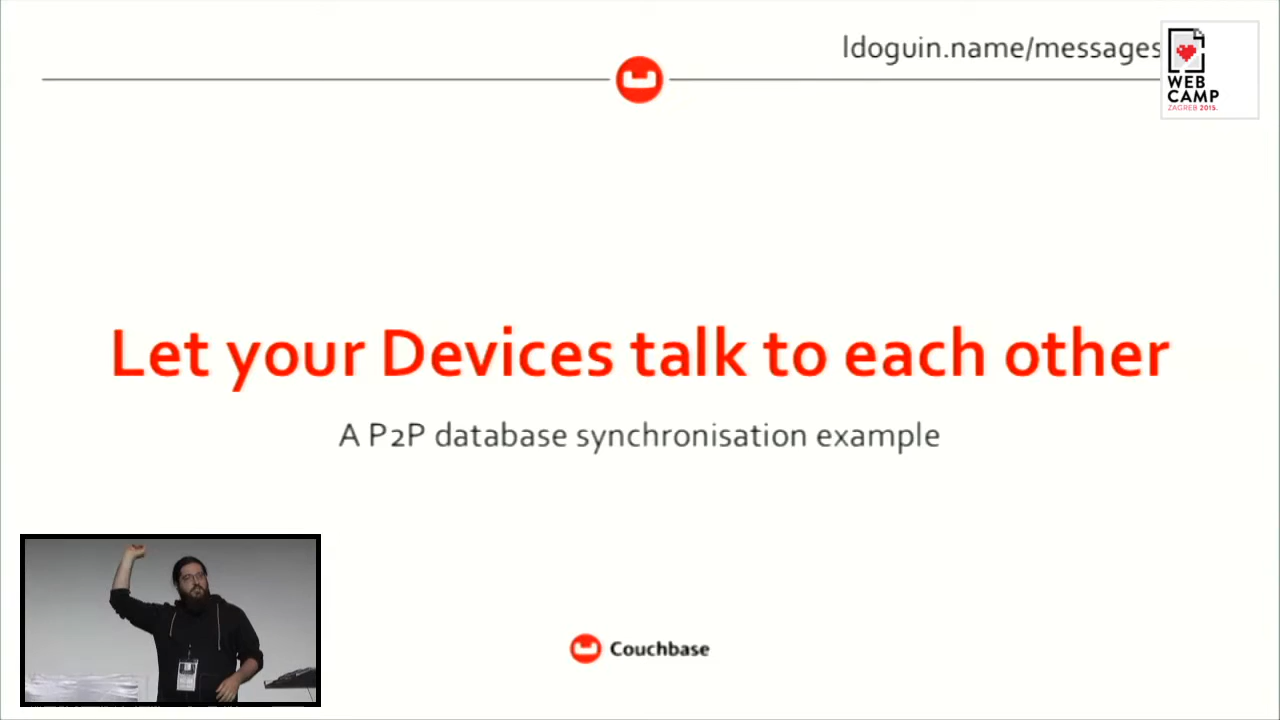 ldoguin.name/messages
WEB
CAMP
ZAGREB 2015.
Let your Devices talk to each other
A P2P database synchronisation example
Couchbase